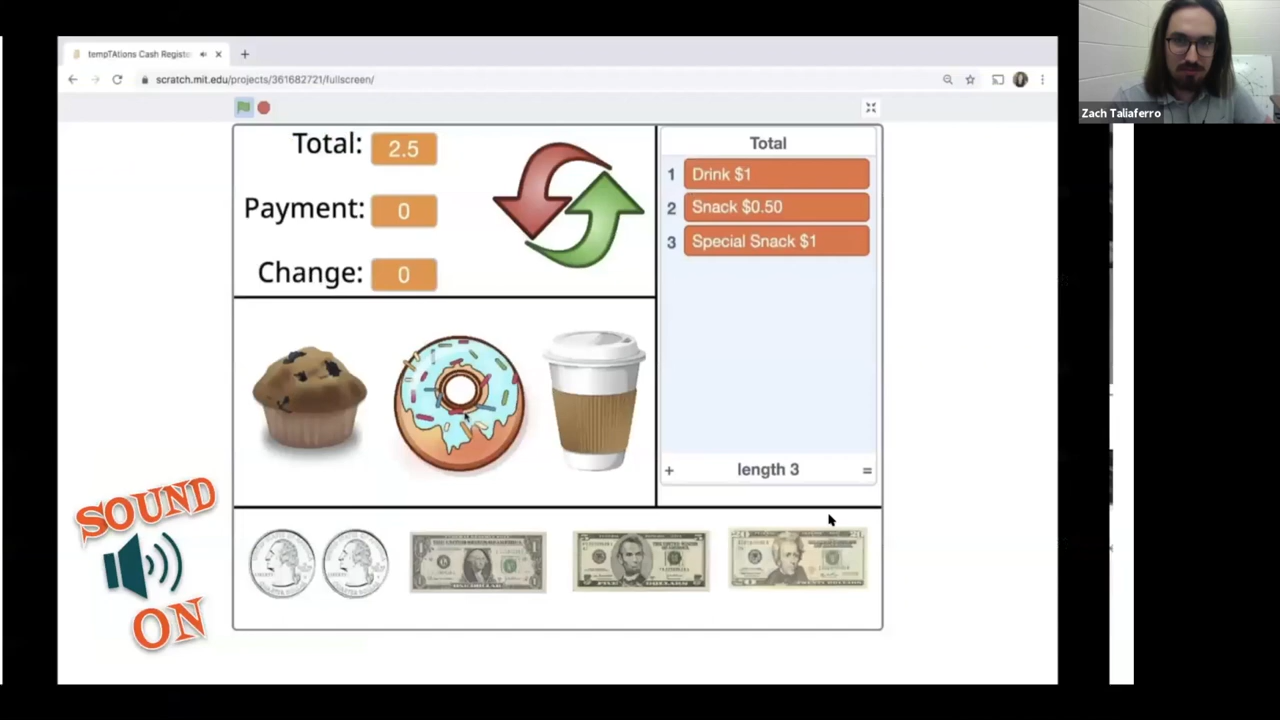 tempTAtions Cash Registe
scratch.mit.edu/projects/361682721/fullscreen/
Zach Taliaferro
Total: 2.5
Payment: 0
Change: 0
Total
1 Drink $1
2 Snack $0.50
3 Special Snack $1
+ length 3 =
SOUND
ON